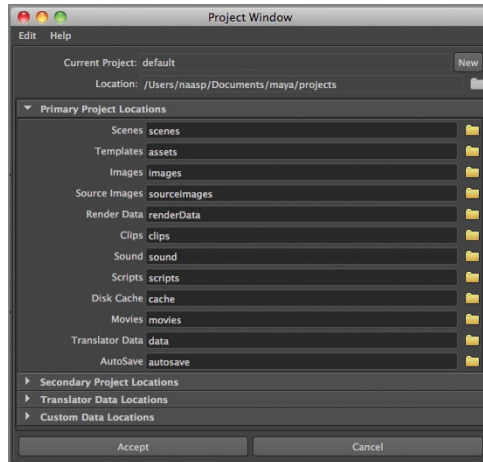 Project Window
Edit Help
Current Project: default New
Location: /Users/naasp/Documents/maya/projects
Primary Project Locations
Scenes scenes
Templates assets
Images images
Source Images sourceimages
Render Data renderData
Clips clips
Sound sound
Scripts scripts
Disk Cache cache
Movies movies
Translator Data data
AutoSave autosave
Secondary Project Locations
Translator Data Locations
Custom Data Locations
Accept Cancel